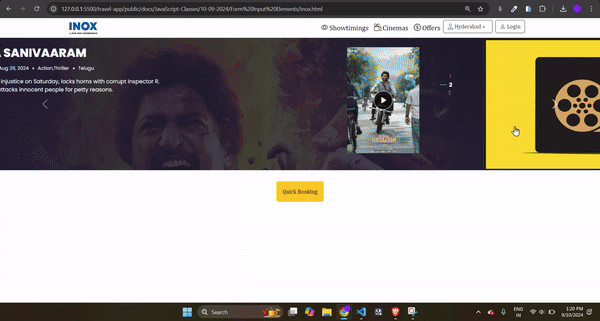 127.0.0.1:5500/travel-app/public/docs/JavaScript-Classes/10-09-2024/Form%20Input%20Elements/inox.html
INOX
Showtimings
Cinemas
Offers
Hyderabad
Login
SANIVAARAM
Aug 29, 2024 • Action,Thriller • Telugu
injustice on Saturday, locks horns with corrupt Inspector R.
attacks innocent people for petty reasons.
1
2
3
Quick Booking
Search
ENG
IN
1:20 PM
9/10/2024